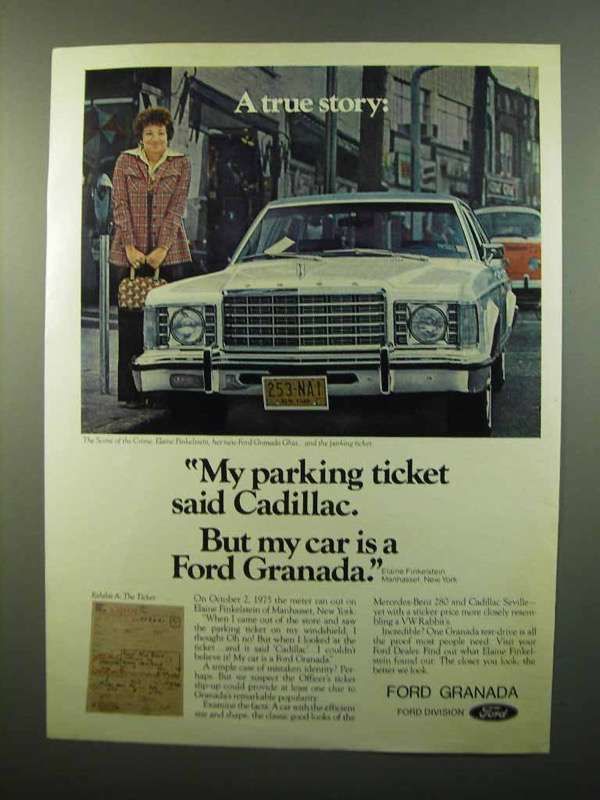 A true story:
253-NA1
NEW YORK
The Scene of the Crime: Elaine Finkelstein, her new Ford Granada Ghia... and the parking ticket.
"My parking ticket
said Cadillac.
But my car is a
Ford Granada."
Elaine Finkelstein
Manhasset, New York
Exhibit A: The Ticket
On October 2, 1975 the meter ran out on
Elaine Finkelstein of Manhasset, New York.
"When I came out of the store and saw
the parking ticket on my windshield, I
thought Oh no! But when I looked at the
ticket...and it said 'Cadillac'...I couldn't
believe it! My car is a Ford Granada."
A simple case of mistaken identity? Per-
haps. But we suspect the Officer's ticket
slip-up could provide at least one clue to
Granada's remarkable popularity.
Examine the facts: A car with the efficient
size and shape, the classic good looks of the
Mercedes-Benz 280 and Cadillac Seville—
yet with a sticker price more closely resem-
bling a VW Rabbit's.
Incredible? One Granada test-drive is all
the proof most people need. Visit your
Ford Dealer. Find out what Elaine Finkel-
stein found out: The closer you look, the
better we look.
FORD GRANADA
FORD DIVISION
Ford